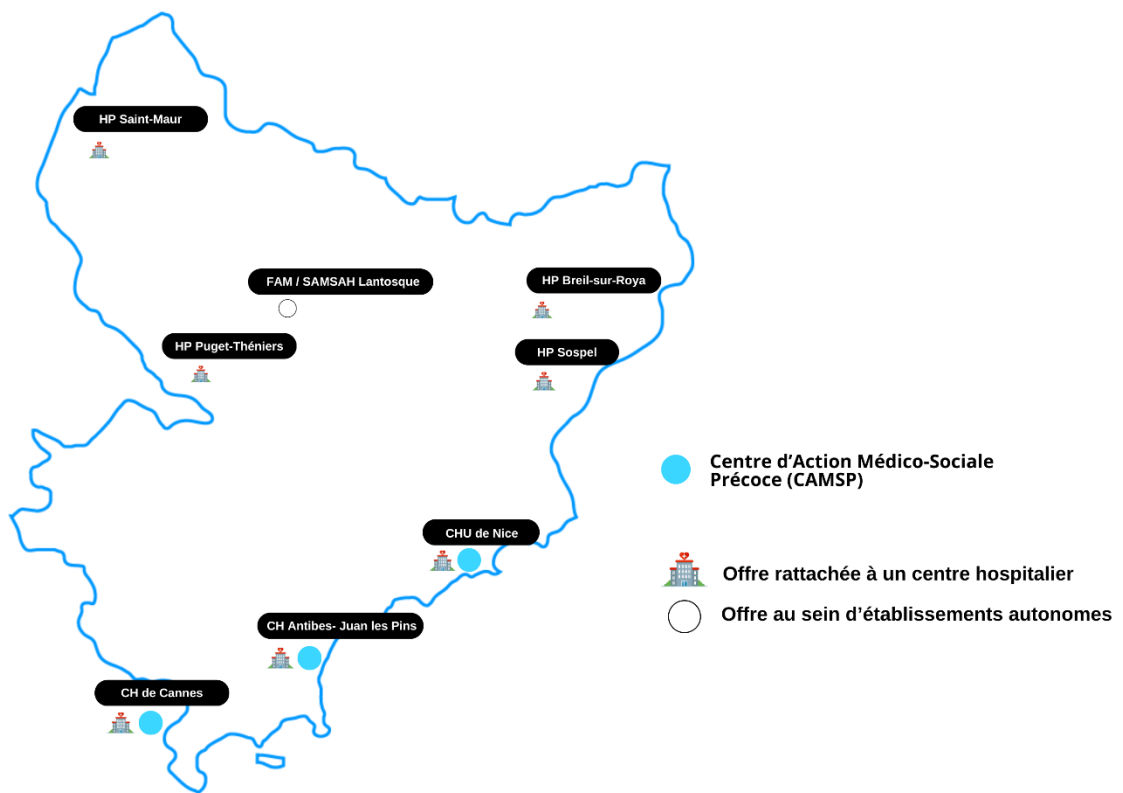 HP Saint-Maur
FAM / SAMSAH Lantosque
HP Breil-sur-Roya
HP Puget-Théniers
HP Sospel
Centre d'Action Médico-Sociale
Précoce (CAMSP)
CHU de Nice
Offre rattachée à un centre hospitalier
Offre au sein d'établissements autonomes
CH Antibes- Juan les Pins
CH de Cannes